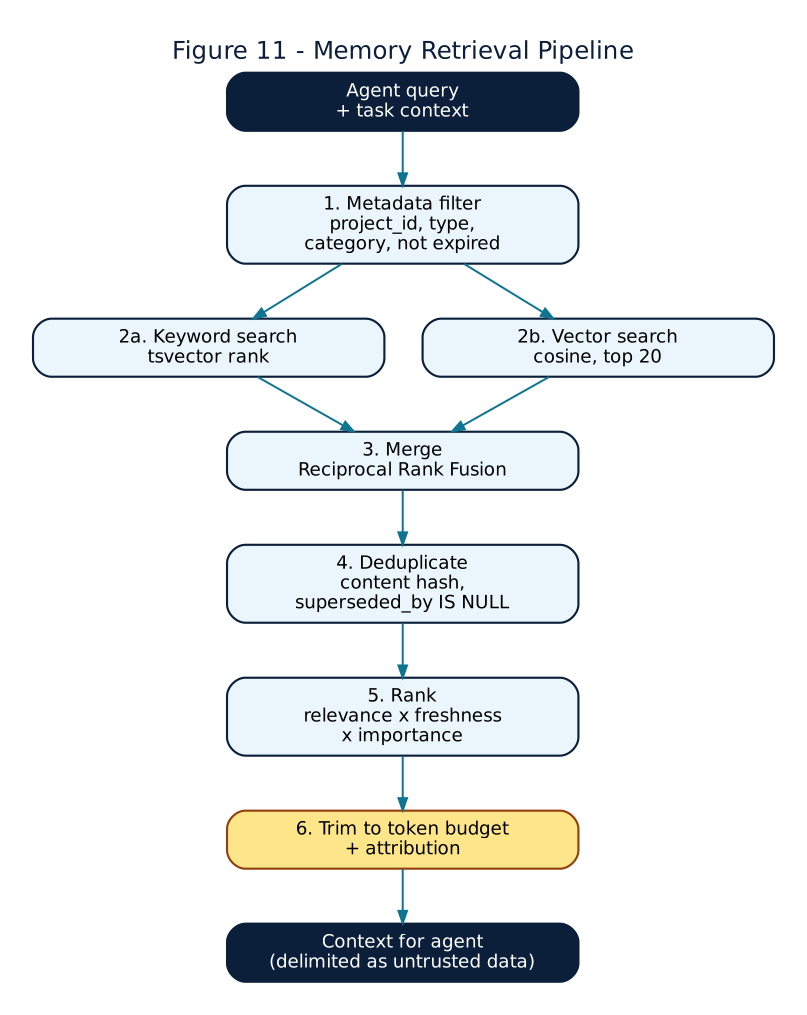 Figure 11 - Memory Retrieval Pipeline
Agent query
+ task context
1. Metadata filter
project_id, type,
category, not expired
2a. Keyword search
tsvector rank
2b. Vector search
cosine, top 20
3. Merge
Reciprocal Rank Fusion
4. Deduplicate
content hash,
superseded_by IS NULL
5. Rank
relevance x freshness
x importance
6. Trim to token budget
+ attribution
Context for agent
(delimited as untrusted data)